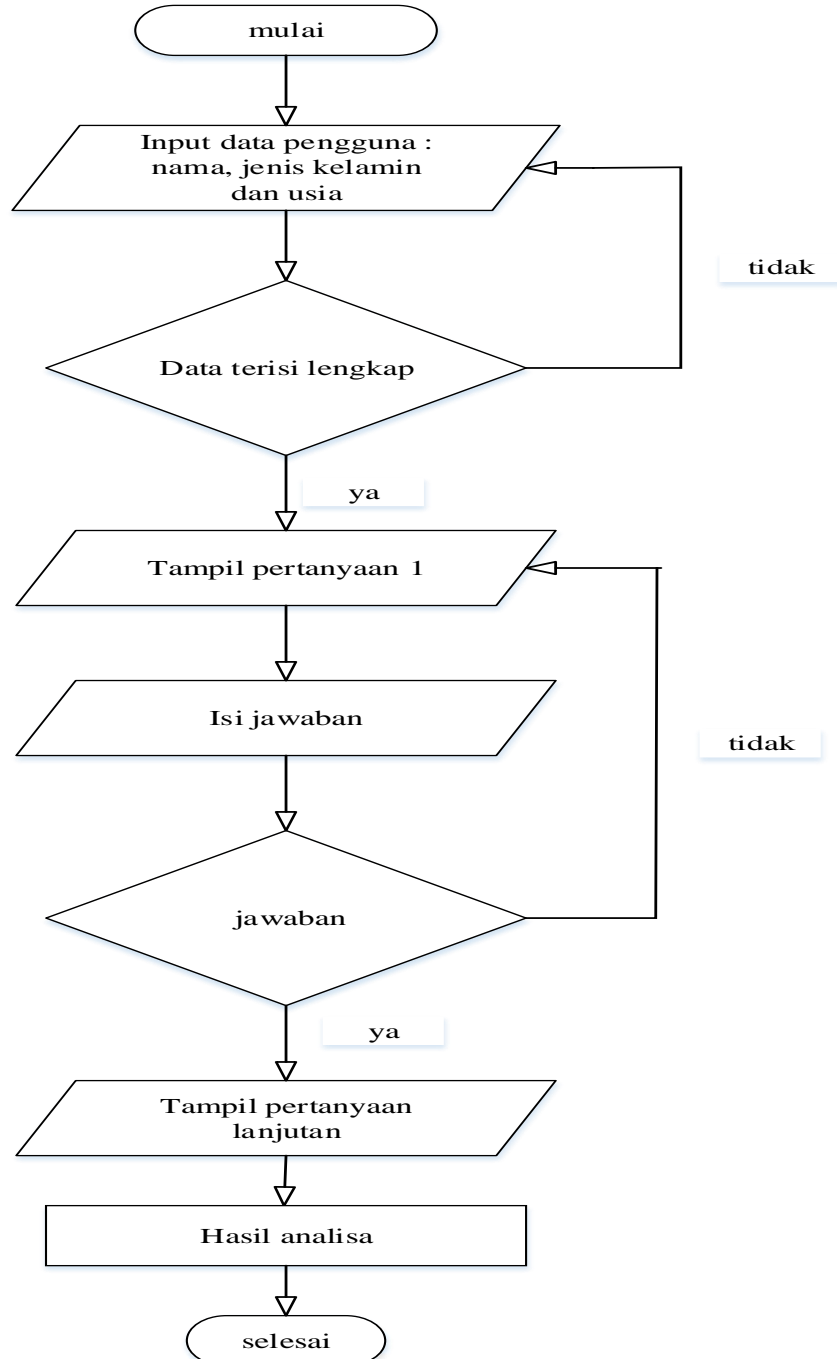 mulai
Input data pengguna :
nama, jenis kelamin
dan usia
tidak
Data terisi lengkap
ya
Tampil pertanyaan 1
Isi jawaban
tidak
jawaban
ya
Tampil pertanyaan
lanjutan
Hasil analisa
selesai